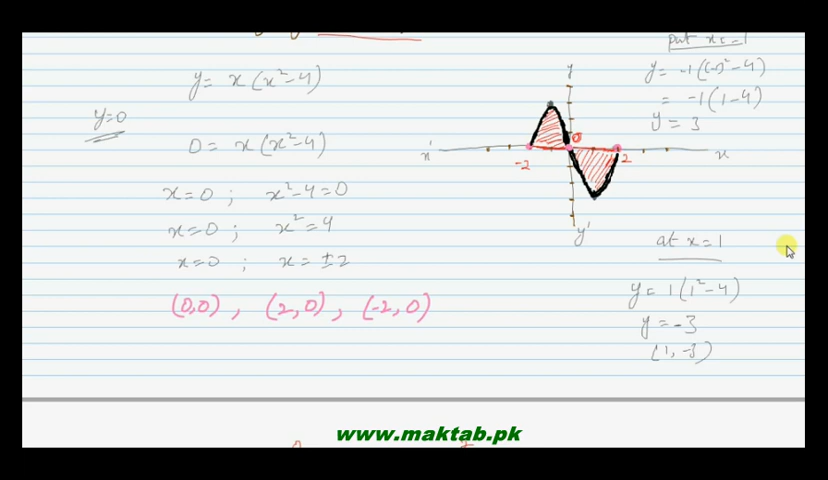 y = x(x²-4)
y=0
0 = x(x²-4)
x=0 ; x²-4=0
x=0 ; x²=4
x=0 ; x=±2
(0,0) , (2,0) , (-2,0)
y
x'
x
-2
0
2
y'
put x=-1
y= -1((-1)²-4)
= -1(1-4)
y = 3
at x=1
y= 1(1²-4)
y = -3
(1,-3)
www.maktab.pk